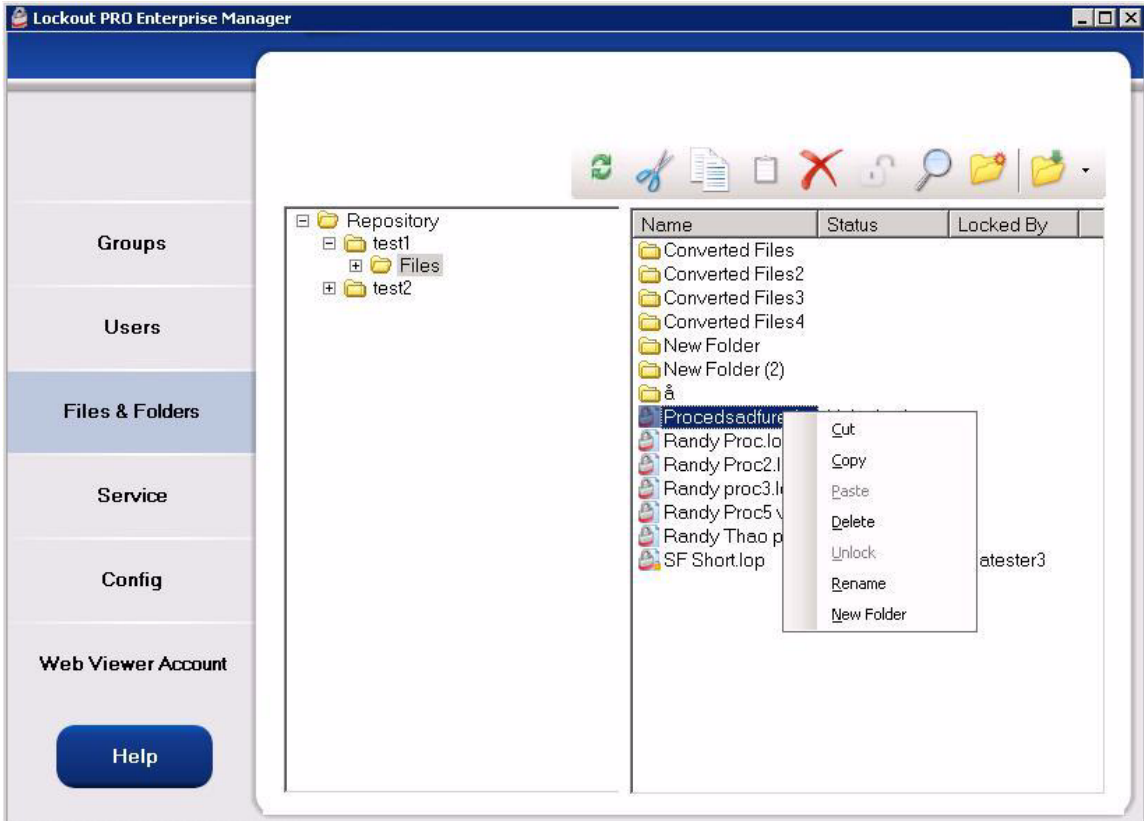 Lockout PRO Enterprise Manager
Groups
Users
Files & Folders
Service
Config
Web Viewer Account
Help
Repository
test1
Files
test2
Name Status Locked By
Converted Files
Converted Files2
Converted Files3
Converted Files4
New Folder
New Folder (2)
å
Procedsadfure
Randy Proc.lo
Randy Proc2.l
Randy proc3.l
Randy Proc5
Randy Thao p
SF Short.lop atester3
Cut
Copy
Paste
Delete
Unlock
Rename
New Folder